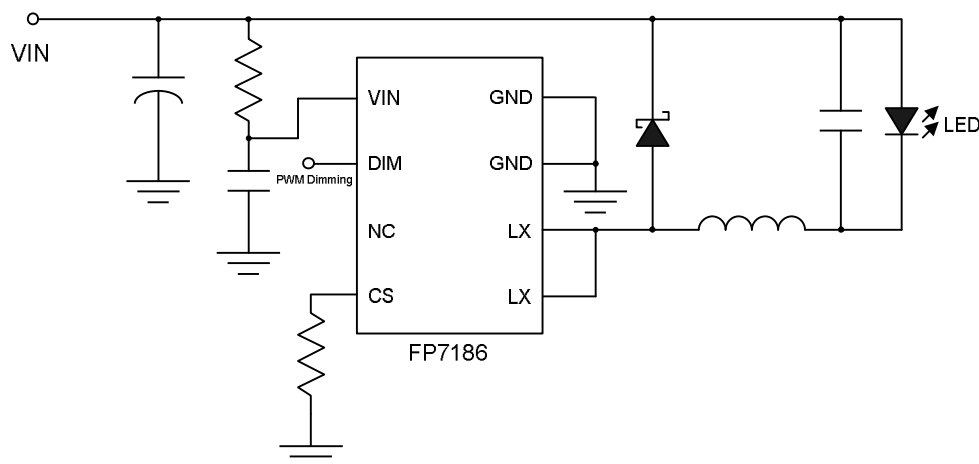 VIN
VIN
GND
DIM
GND
PWM Dimming
NC
LX
CS
LX
LED
FP7186